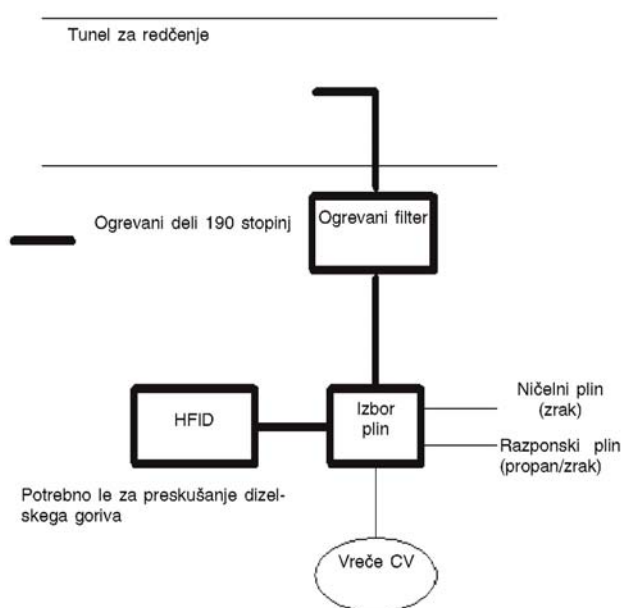 Tunel za redčenje
Ogrevani deli 190 stopinj
Ogrevani filter
HFID
Izbor
plin
Ničelni plin
(zrak)
Razponski plin
(propan/zrak)
Potrebno le za preskušanje dizel-
skega goriva
Vreče CV